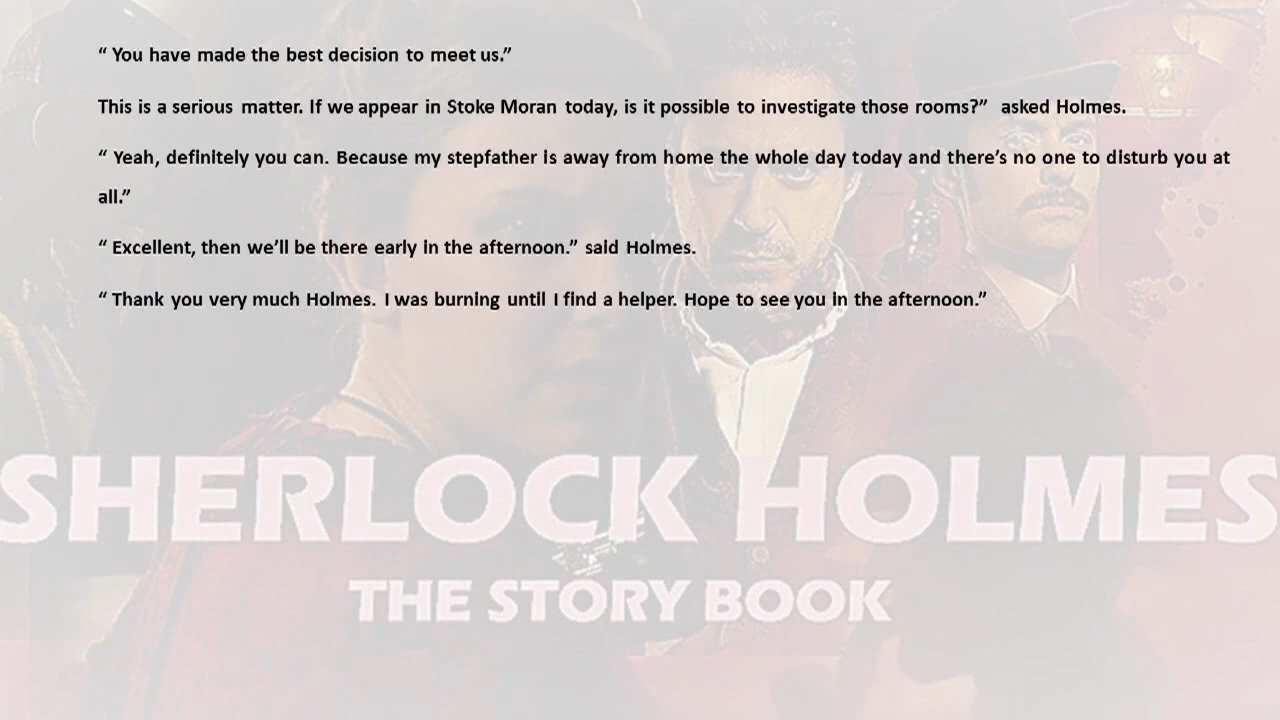 “ You have made the best decision to meet us.”
This is a serious matter. If we appear in Stoke Moran today, is it possible to investigate those rooms?”  asked Holmes.
“ Yeah, definitely you can. Because my stepfather is away from home the whole day today and there’s no one to disturb you at
all.”
“ Excellent, then we’ll be there early in the afternoon.” said Holmes.
“ Thank you very much Holmes. I was burning until I find a helper. Hope to see you in the afternoon.”
SHERLOCK HOLMES
THE STORY BOOK